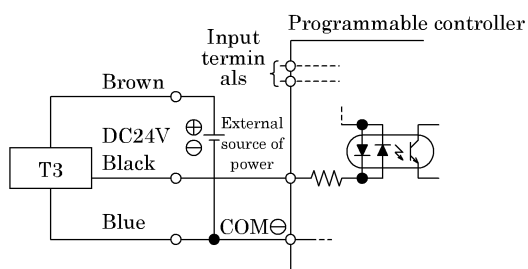 Programmable controller
Input
termin
als
Brown
DC24V
⊕
⊖
External
source of
power
T3
Black
Blue
COM⊖